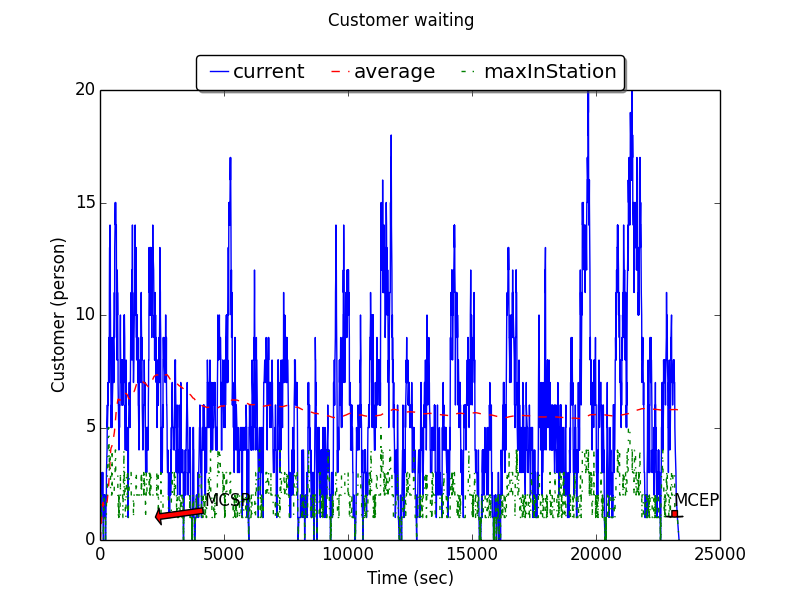 Customer waiting
current average maxInStation
20
15
10
5
0
Customer (person)
MCSP
MCEP
0 5000 10000 15000 20000 25000
Time (sec)